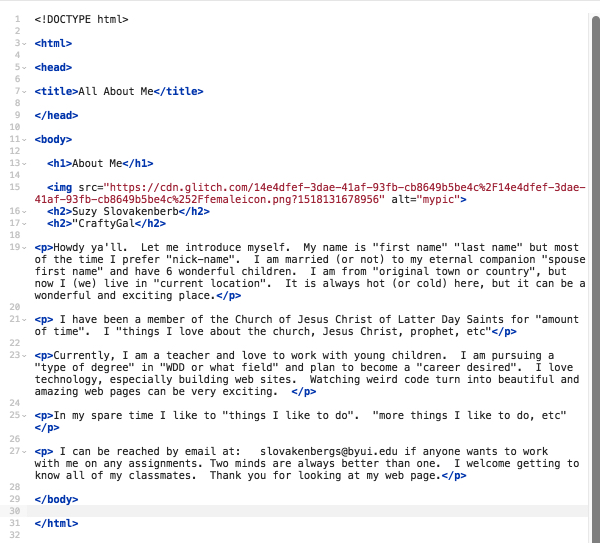 1 <!DOCTYPE html>
2
3 <html>
4
5 <head>
6
7 <title>All About Me</title>
8
9 </head>
10
11 <body>
12
13 <h1>About Me</h1>
14
15 <img src="https://cdn.glitch.com/14e4dfef-3dae-41af-93fb-cb8649b5be4c%2F14e4dfef-3dae-
41af-93fb-cb8649b5be4c%252Ffemaleicon.png?1518131678956" alt="mypic">
16 <h2>Suzy Slovakenberb</h2>
17 <h2>"CraftyGal</h2>
18
19 <p>Howdy ya'll.  Let me introduce myself.  My name is "first name" "last name" but most
of the time I prefer "nick-name".  I am married (or not) to my eternal companion "spouse
first name" and have 6 wonderful children.  I am from "original town or country", but
now I (we) live in "current location".  It is always hot (or cold) here, but it can be a
wonderful and exciting place.</p>
20
21 <p> I have been a member of the Church of Jesus Christ of Latter Day Saints for "amount
of time".  I "things I love about the church, Jesus Christ, prophet, etc"</p>
22
23 <p>Currently, I am a teacher and love to work with young children.  I am pursuing a
"type of degree" in "WDD or what field" and plan to become a "career desired".  I love
technology, especially building web sites.  Watching weird code turn into beautiful and
amazing web pages can be very exciting.  </p>
24
25 <p>In my spare time I like to "things I like to do".  "more things I like to do, etc"
</p>
26
27 <p> I can be reached by email at:   slovakenbergs@byui.edu if anyone wants to work
with me on any assignments. Two minds are always better than one.  I welcome getting to
know all of my classmates.  Thank you for looking at my web page.</p>
28
29 </body>
30
31 </html>
32